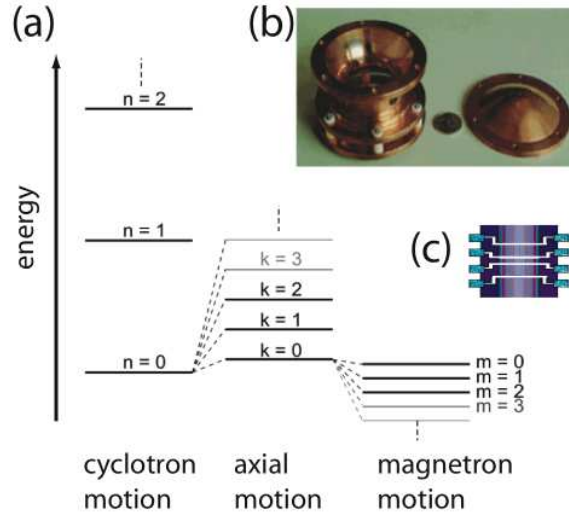 (a)
(b)
n = 2
energy
n = 1
(c)
k = 3
k = 2
k = 1
n = 0
k = 0
m = 0
m = 1
m = 2
m = 3
cyclotron
motion
axial
motion
magnetron
motion